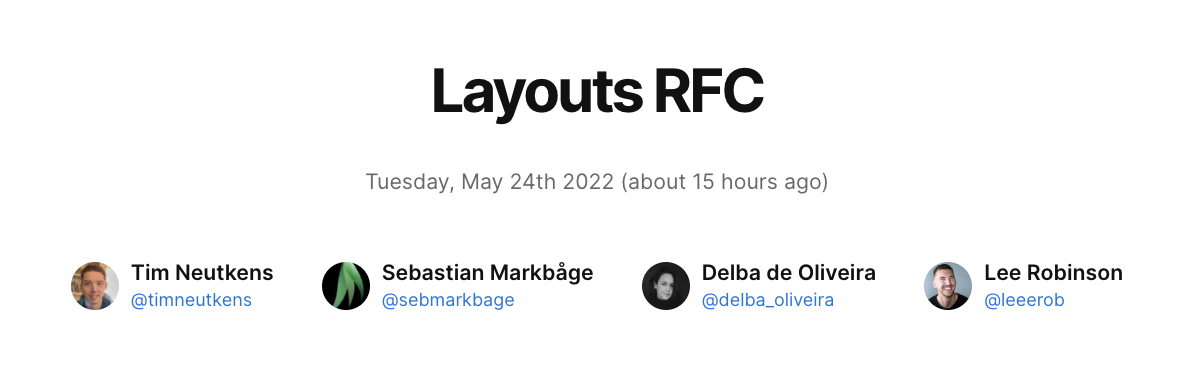 Layouts RFC
Tuesday, May 24th 2022 (about 15 hours ago)
Tim Neutkens
@timneutkens
Sebastian Markbåge
@sebmarkbage
Delba de Oliveira
@delba_oliveira
Lee Robinson
@leeerob